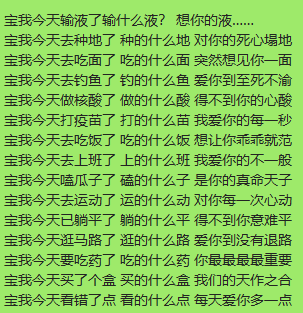 宝我今天输液了输什么液？ 想你的液......
宝我今天去种地了 种的什么地 对你的死心塌地
宝我今天去吃面了 吃的什么面 突然想见你一面
宝我今天去钓鱼了 钓的什么鱼 爱你到至死不渝
宝我今天做核酸了 做的什么酸 得不到你的心酸
宝我今天打疫苗了 打的什么苗 我爱你的每一秒
宝我今天去吃饭了 吃的什么饭 想让你乖乖就范
宝我今天去上班了 上的什么班 我爱你的不一般
宝我今天嗑瓜子了 磕的什么子 是你的真命天子
宝我今天去运动了 运的什么动 对你每一次心动
宝我今天已躺平了 躺的什么平 得不到你意难平
宝我今天逛马路了 逛的什么路 爱你到没有退路
宝我今天要吃药了 吃的什么药 你最最最最重要
宝我今天买了个盒 买的什么盒 我们的天作之合
宝我今天看错了点 看的什么点 每天爱你多一点